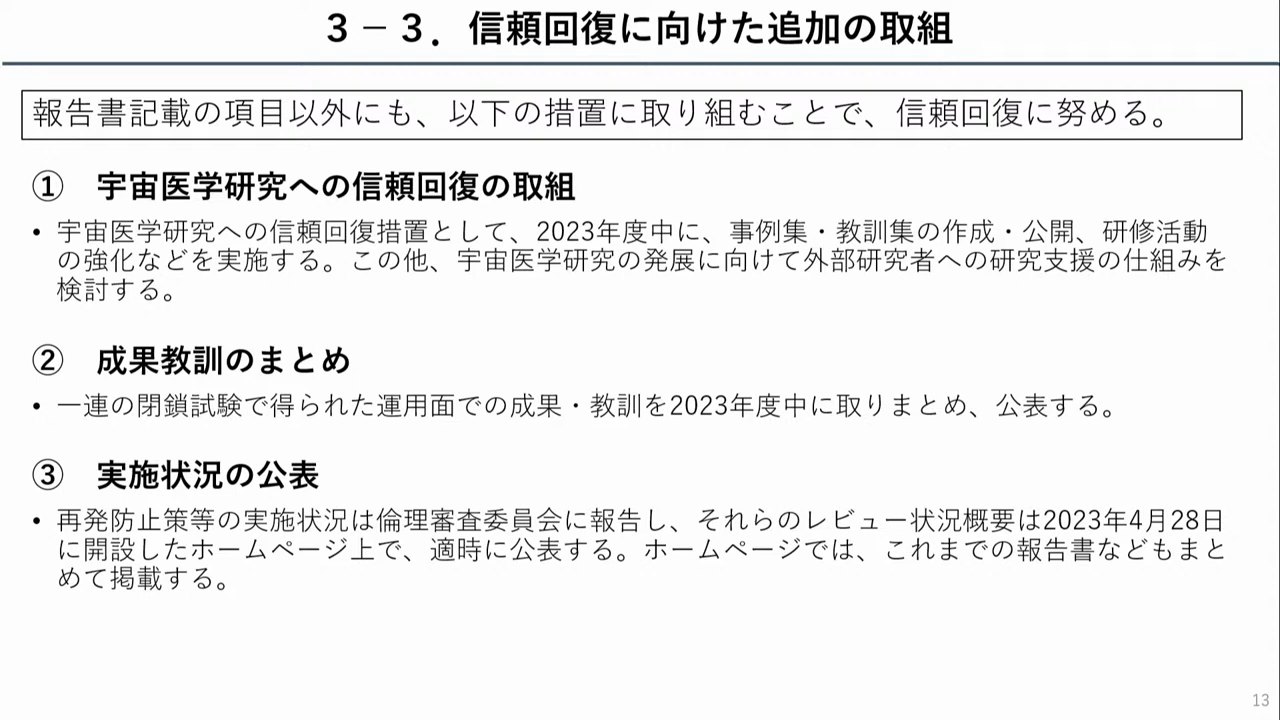 ３－３．信頼回復に向けた追加の取組
報告書記載の項目以外にも、以下の措置に取り組むことで、信頼回復に努める。
① 宇宙医学研究への信頼回復の取組
• 宇宙医学研究への信頼回復措置として、2023年度中に、事例集・教訓集の作成・公開、研修活動
の強化などを実施する。この他、宇宙医学研究の発展に向けて外部研究者への研究支援の仕組みを
検討する。
② 成果教訓のまとめ
• 一連の閉鎖試験で得られた運用面での成果・教訓を2023年度中に取りまとめ、公表する。
③ 実施状況の公表
• 再発防止策等の実施状況は倫理審査委員会に報告し、それらのレビュー状況概要は2023年4月28日
に開設したホームページ上で、適時に公表する。ホームページでは、これまでの報告書などもまと
めて掲載する。
13